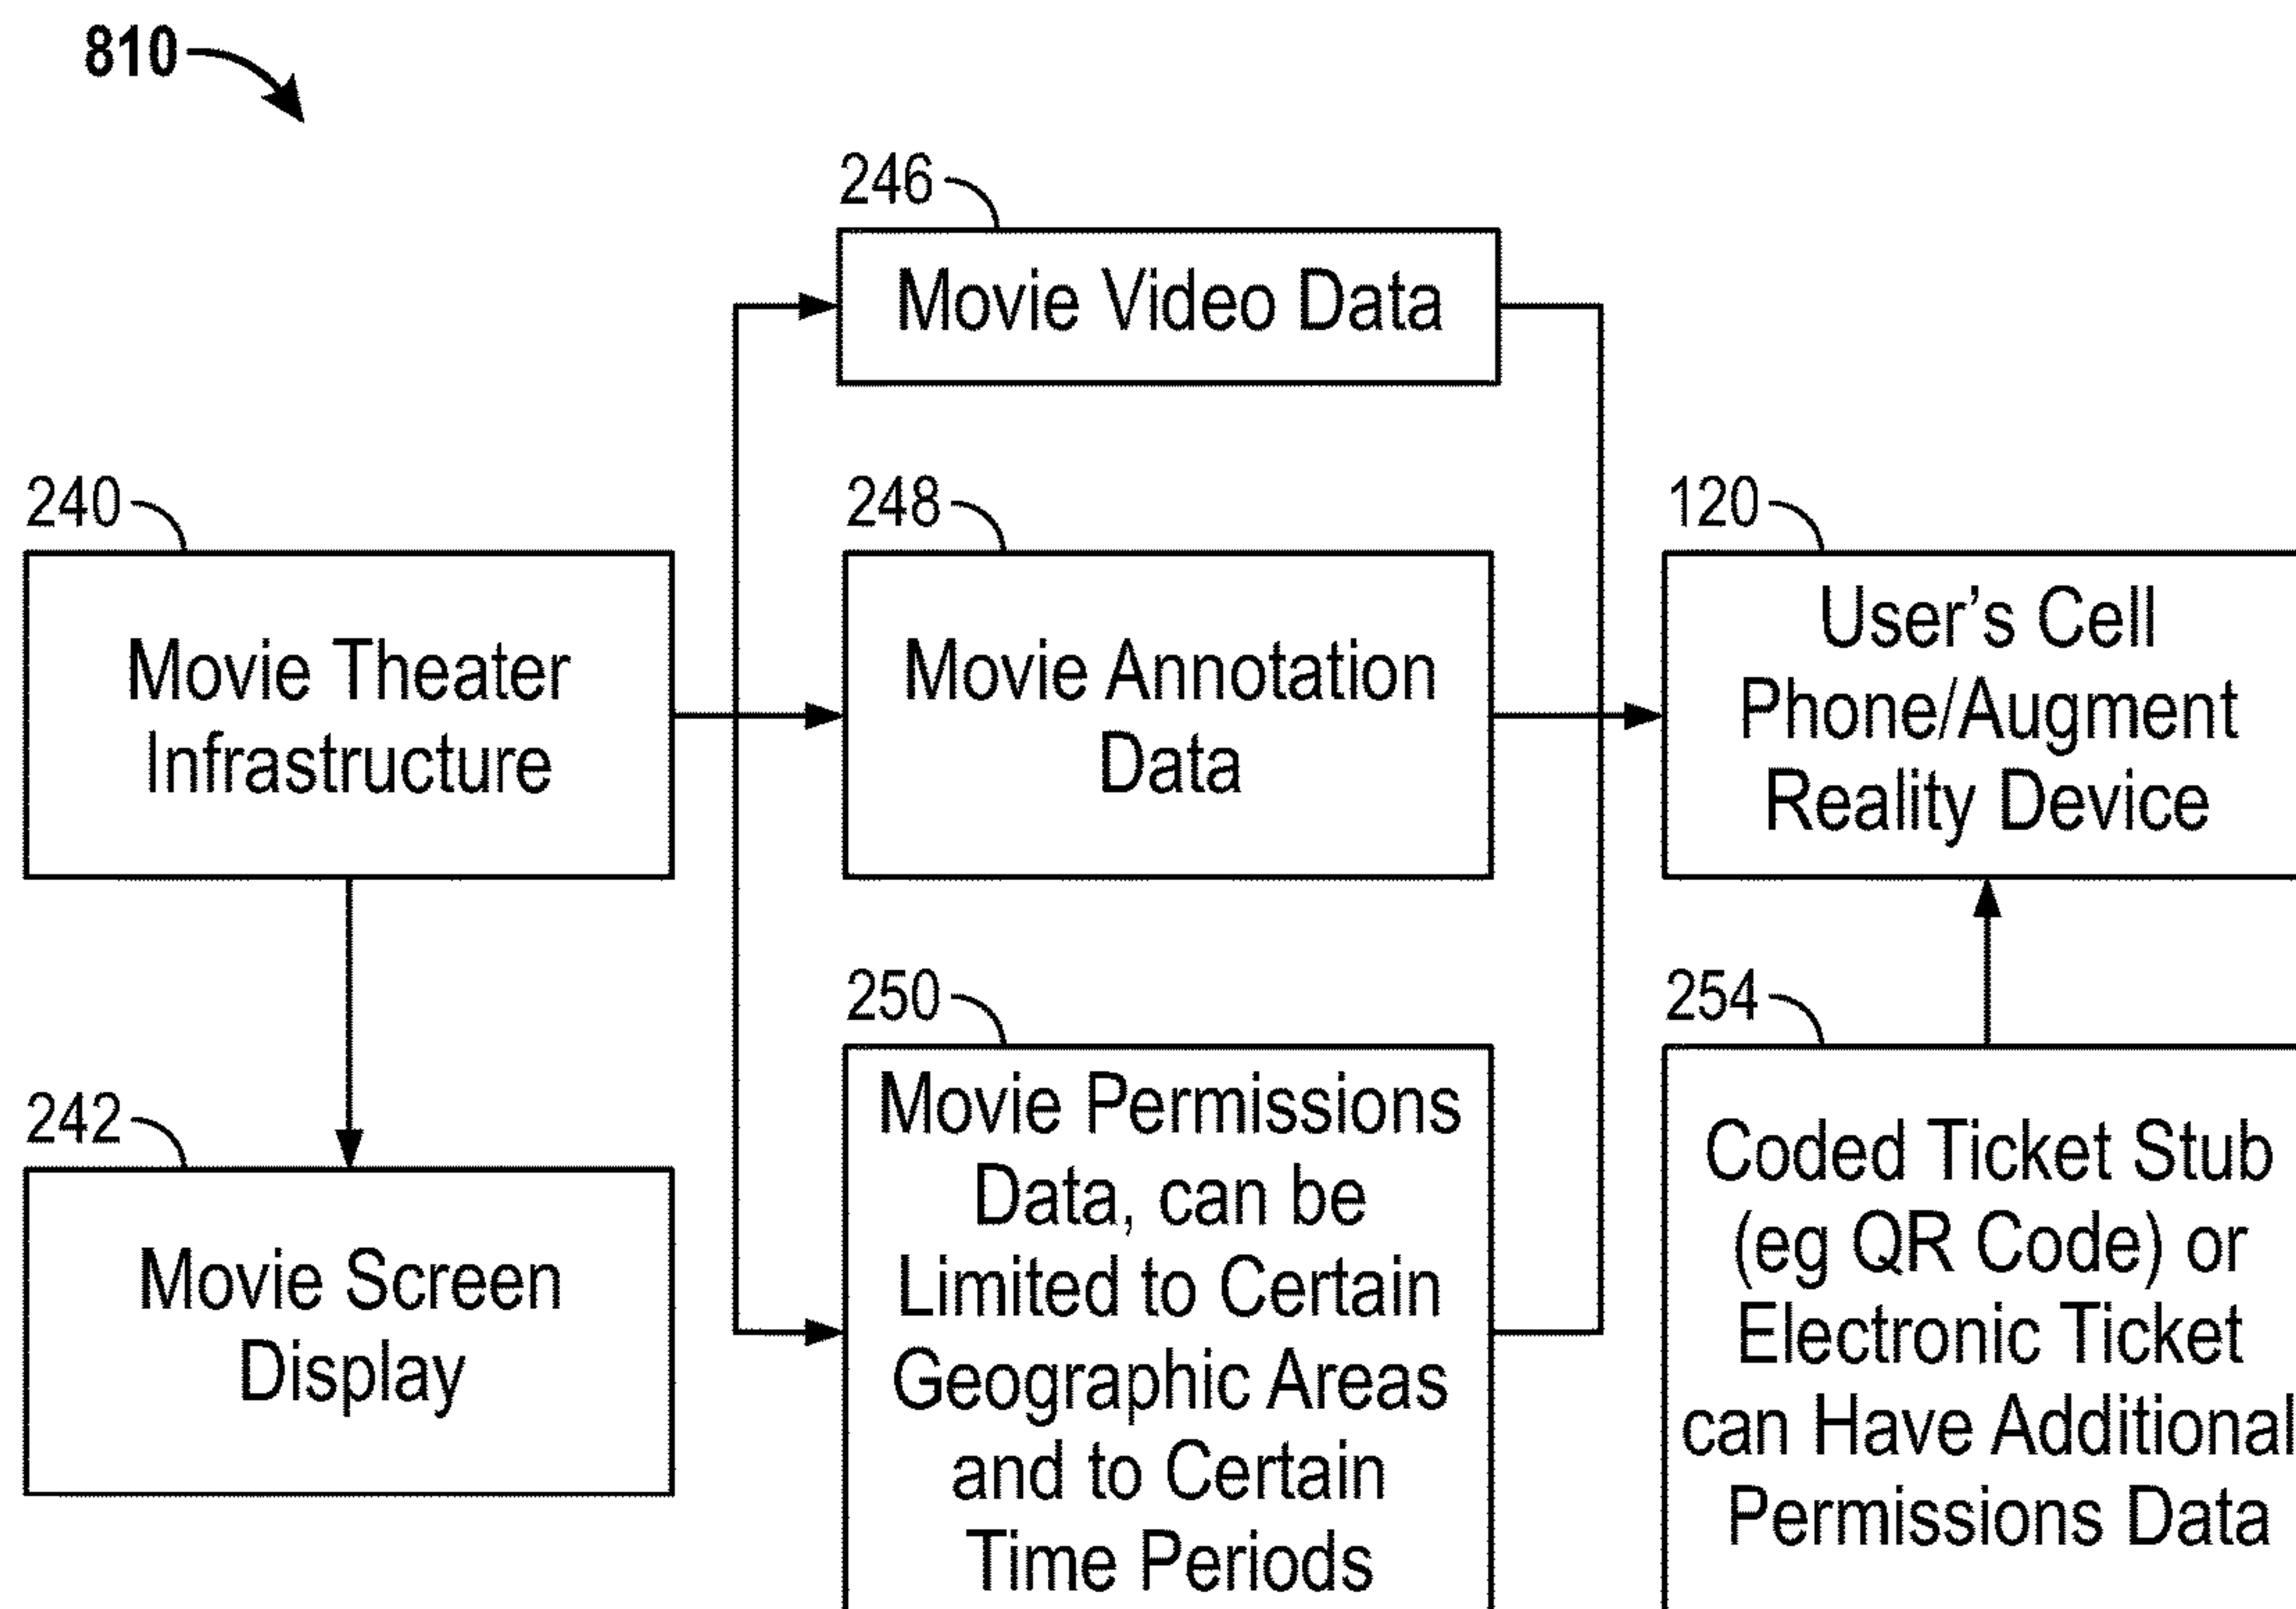 810
246
Movie Video Data
240
Movie Theater
Infrastructure
248
Movie Annotation
Data
120
User’s Cell
Phone/Augment
Reality Device
242
Movie Screen
Display
250
Movie Permissions
Data, can be
Limited to Certain
Geographic Areas
and to Certain
Time Periods
254
Coded Ticket Stub
(eg QR Code) or
Electronic Ticket
can Have Additional
Permissions Data